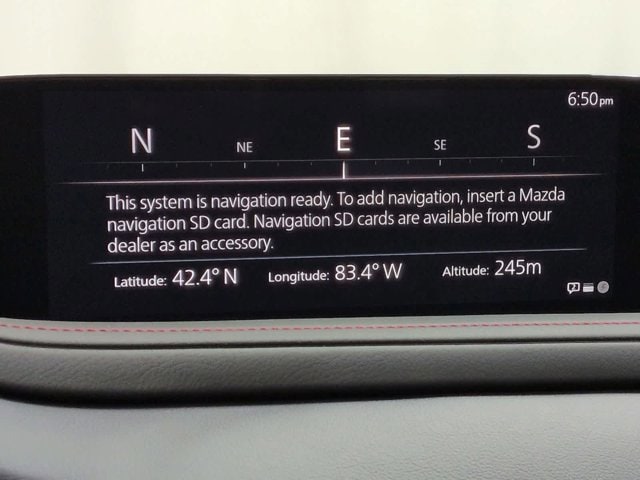 6:50pm
N NE E SE S
This system is navigation ready. To add navigation, insert a Mazda
navigation SD card. Navigation SD cards are available from your
dealer as an accessory.
Latitude: 42.4° N Longitude: 83.4° W Altitude: 245m